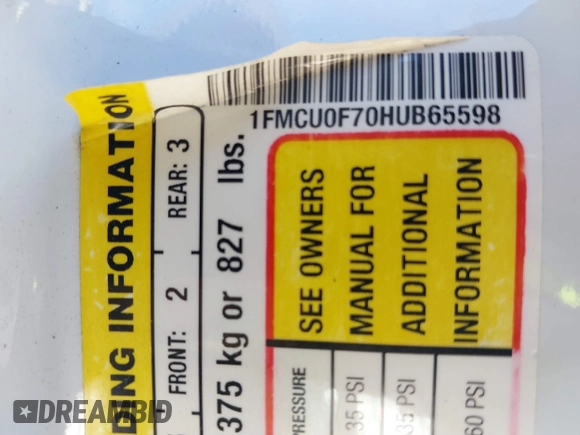 1FMCU0F70HUB65598
DING INFORMATION
FRONT: 2 REAR: 3
375 kg or 827 lbs.
SEE OWNERS
MANUAL FOR
ADDITIONAL
INFORMATION
PRESSURE
35 PSI
35 PSI
60 PSI
DREAMBID